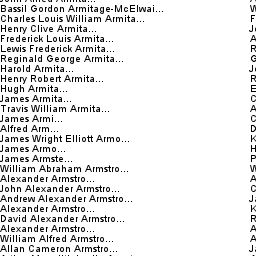 Bassil Gordon Armitage-McElwai...
Charles Louis William Armita...
Henry Clive Armita...
Frederick Louis Armita...
Lewis Frederick Armita...
Reginald George Armita...
Harold Armita...
Henry Robert Armita...
Hugh Armita...
James Armita...
Travis William Armita...
James Armi...
Alfred Arm...
James Wright Elliott Armo...
James Armo...
James Armste...
William Abraham Armstro...
Alexander Armstro...
John Alexander Armstro...
Andrew Alexander Armstro...
Alexander Armstro...
David Alexander Armstro...
Alexander Armstro...
William Alfred Armstro...
Allan Cameron Armstro...